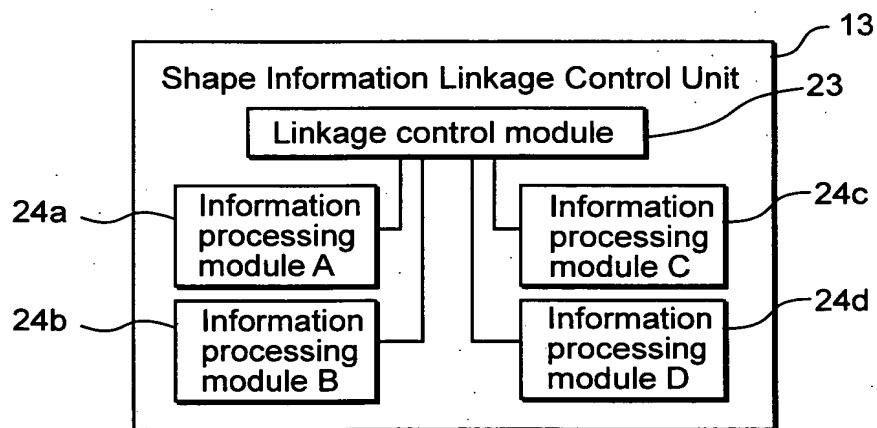 13
Shape Information Linkage Control Unit
23
Linkage control module
24a
Information
processing
module A
24c
Information
processing
module C
24b
Information
processing
module B
24d
Information
processing
module D